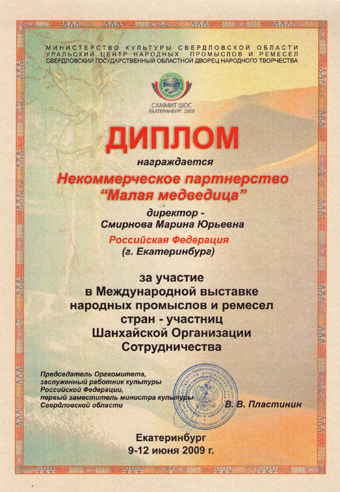 МИНИСТЕРСТВО КУЛЬТУРЫ СВЕРДЛОВСКОЙ ОБЛАСТИ
УРАЛЬСКИЙ ЦЕНТР НАРОДНЫХ ПРОМЫСЛОВ И РЕМЕСЕЛ
СВЕРДЛОВСКИЙ ГОСУДАРСТВЕННЫЙ ОБЛАСТНОЙ ДВОРЕЦ НАРОДНОГО ТВОРЧЕСТВА
САММИТ ШОС
ЕКАТЕРИНБУРГ 2009
ДИПЛОМ
награждается
Некоммерческое партнерство
“Малая медведица”
директор -
Смирнова Марина Юрьевна
Российская Федерация
(г. Екатеринбург)
за участие
в Международной выставке
народных промыслов и ремесел
стран - участниц
Шанхайской Организации
Сотрудничества
Председатель Оргкомитета,
заслуженный работник культуры
Российской Федерации,
первый заместитель министра культуры
Свердловской области
В. В. Пластинин
Екатеринбург
9-12 июня 2009 г.